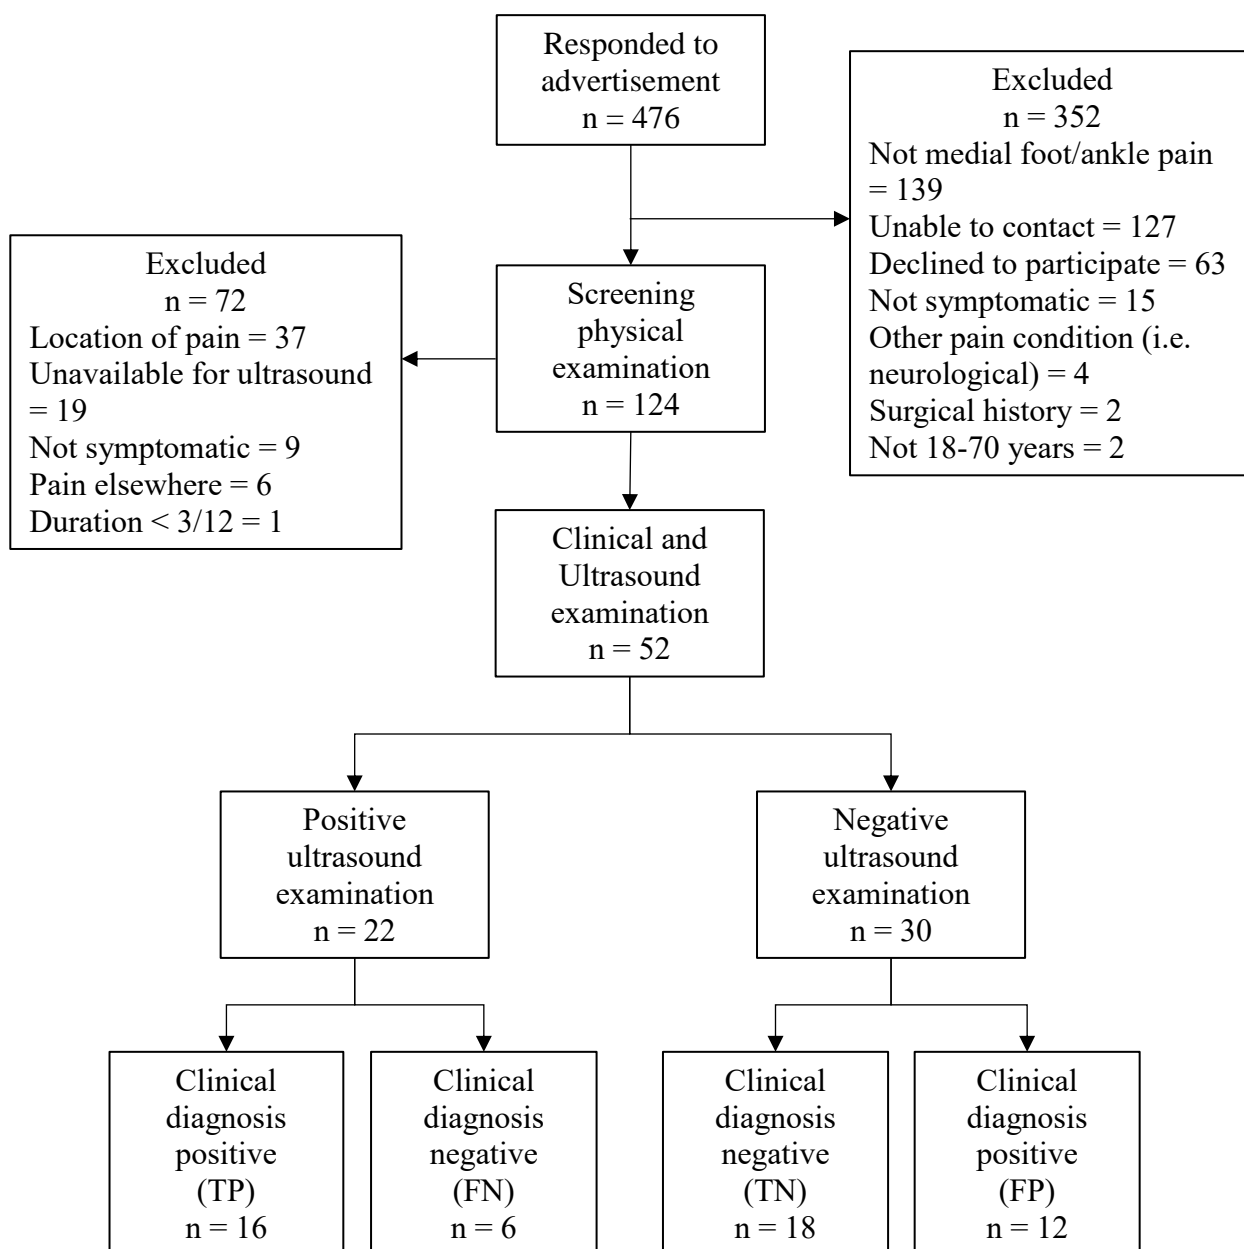 Responded to
advertisement
n = 476
Excluded
n = 352
Not medial foot/ankle pain
= 139
Unable to contact = 127
Declined to participate = 63
Not symptomatic = 15
Other pain condition (i.e.
neurological) = 4
Surgical history = 2
Not 18-70 years = 2
Excluded
n = 72
Location of pain = 37
Unavailable for ultrasound
= 19
Not symptomatic = 9
Pain elsewhere = 6
Duration < 3/12 = 1
Screening
physical
examination
n = 124
Clinical and
Ultrasound
examination
n = 52
Positive
ultrasound
examination
n = 22
Negative
ultrasound
examination
n = 30
Clinical
diagnosis
positive
(TP)
n = 16
Clinical
diagnosis
negative
(FN)
n = 6
Clinical
diagnosis
negative
(TN)
n = 18
Clinical
diagnosis
positive
(FP)
n = 12